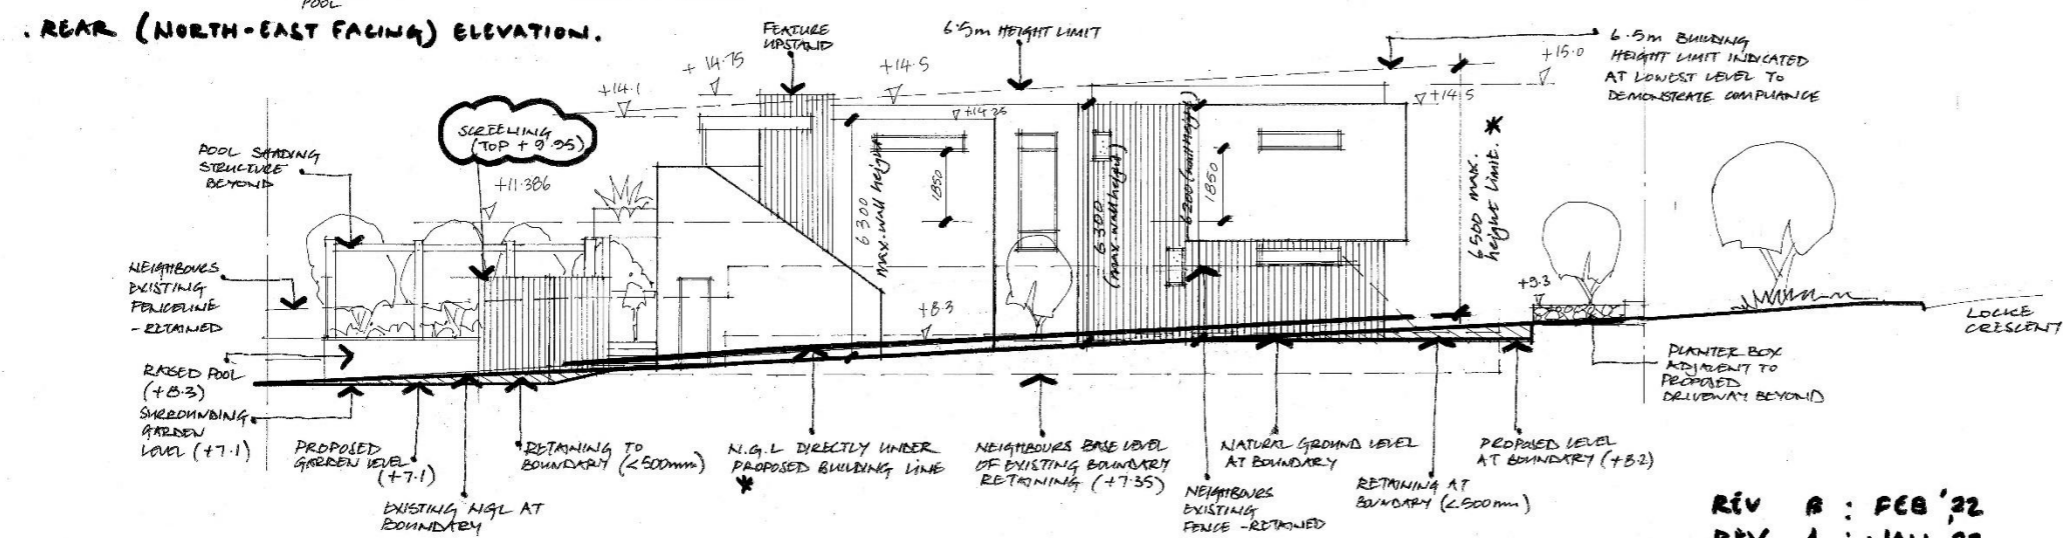 POOL
. REAR (NORTH-EAST FACING) ELEVATION.
FEATURE
UPSTAND
6.5m HEIGHT LIMIT
6.5m BUILDING
HEIGHT LIMIT INDICATED
AT LOWEST LEVEL TO
DEMONSTRATE COMPLIANCE
+14.1
+14.75
+14.5
+14.25
+14.5
+15.0
SCREENING
(TOP + 9.95)
+11.386
POOL SHADING
STRUCTURE
BEYOND
NEIGHBOURS
EXISTING
FENCELINE
-RETAINED
RAISED POOL
(+8.3)
SURROUNDING
GARDEN
LEVEL (+7.1)
6300
max. wall height
1850
6300
(max. wall height)
6200 (wall height)
1850
6500 max.
height limit. *
+8.3
+9.3
LOCKE
CRESCENT
PLANTER BOX
ADJACENT TO
PROPOSED
DRIVEWAY BEYOND
PROPOSED
GARDEN LEVEL
(+7.1)
EXISTING NGL AT
BOUNDARY
RETAINING TO
BOUNDARY (<500mm)
N.G.L DIRECTLY UNDER
PROPOSED BUILDING LINE
*
NEIGHBOURS BASE LEVEL
OF EXISTING BOUNDARY
RETAINING (+7.35)
NEIGHBOURS
EXISTING
FENCE -RETAINED
NATURAL GROUND LEVEL
AT BOUNDARY
RETAINING AT
BOUNDARY (<500mm)
PROPOSED LEVEL
AT BOUNDARY (+8.2)
REV B : FEB '22